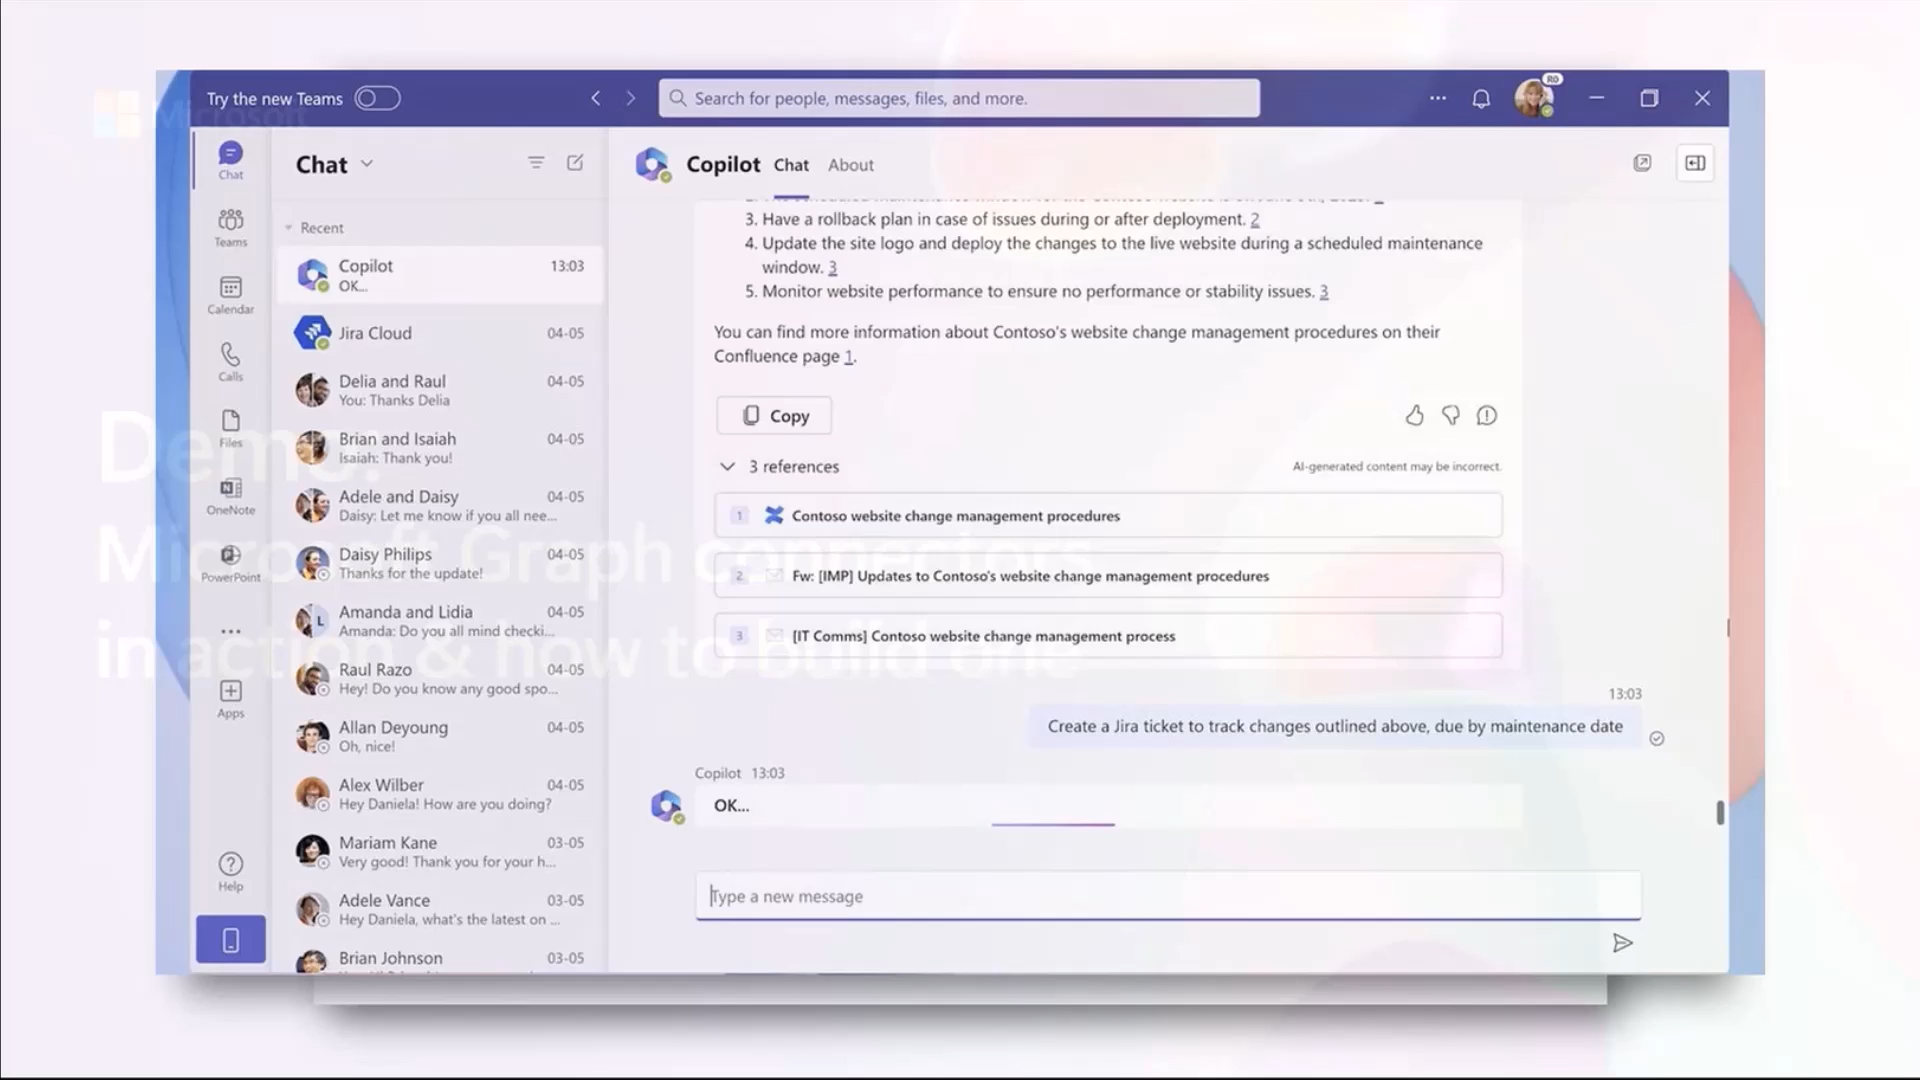 Try the new Teams
Search for people, messages, files, and more.
RO
Microsoft
Chat
Teams
Calendar
Calls
Files
OneNote
PowerPoint
Apps
Help
Chat
Recent
Copilot 13:03
OK...
Jira Cloud 04-05
Delia and Raul 04-05
You: Thanks Delia
Brian and Isaiah 04-05
Isaiah: Thank you!
Adele and Daisy 04-05
Daisy: Let me know if you all nee...
Daisy Philips 04-05
Thanks for the update!
Amanda and Lidia 04-05
L
Amanda: Do you all mind checki...
Raul Razo 04-05
Hey! Do you know any good spo...
Allan Deyoung 04-05
Oh, nice!
Alex Wilber 04-05
Hey Daniela! How are you doing?
Mariam Kane 03-05
Very good! Thank you for your h...
Adele Vance 03-05
Hey Daniela, what's the latest on ...
Brian Johnson 03-05
Copilot Chat About
3. Have a rollback plan in case of issues during or after deployment. 2
4. Update the site logo and deploy the changes to the live website during a scheduled maintenance
window. 3
5. Monitor website performance to ensure no performance or stability issues. 3
You can find more information about Contoso's website change management procedures on their
Confluence page 1.
Copy
3 references
AI-generated content may be incorrect.
1 Contoso website change management procedures
2 Fw: [IMP] Updates to Contoso's website change management procedures
3 [IT Comms] Contoso website change management process
13:03
Create a Jira ticket to track changes outlined above, due by maintenance date
Copilot 13:03
OK...
Type a new message
Demo:
Microsoft Graph connectors
in action & how to build one